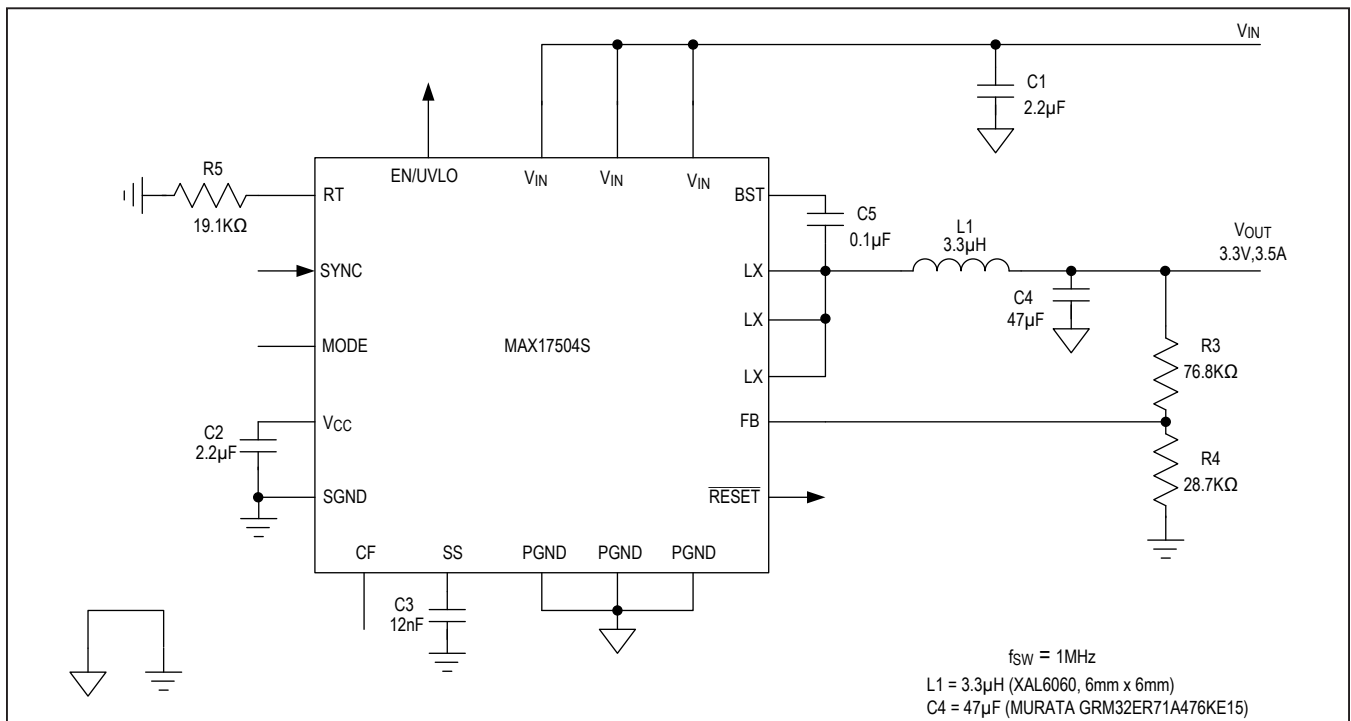 VIN
C1
2.2µF
EN/UVLO
VIN
VIN
VIN
R5
19.1KΩ
RT
BST
C5
0.1µF
L1
3.3µH
VOUT
3.3V,3.5A
SYNC
LX
C4
47µF
LX
MODE
MAX17504S
LX
R3
76.8KΩ
VCC
FB
C2
2.2µF
R4
28.7KΩ
SGND
RESET
CF
SS
PGND
PGND
PGND
C3
12nF
fSW = 1MHz
L1 = 3.3µH (XAL6060, 6mm x 6mm)
C4 = 47µF (MURATA GRM32ER71A476KE15)